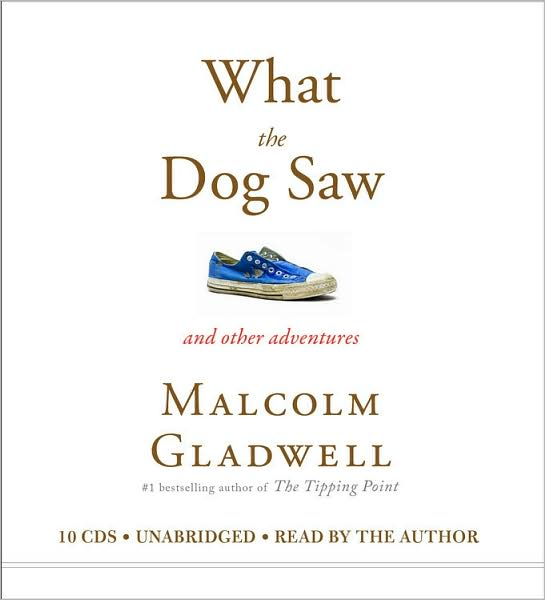 What
the
Dog Saw
and other adventures
MALCOLM
GLADWELL
#1 bestselling author of The Tipping Point
10 CDS • UNABRIDGED • READ BY THE AUTHOR